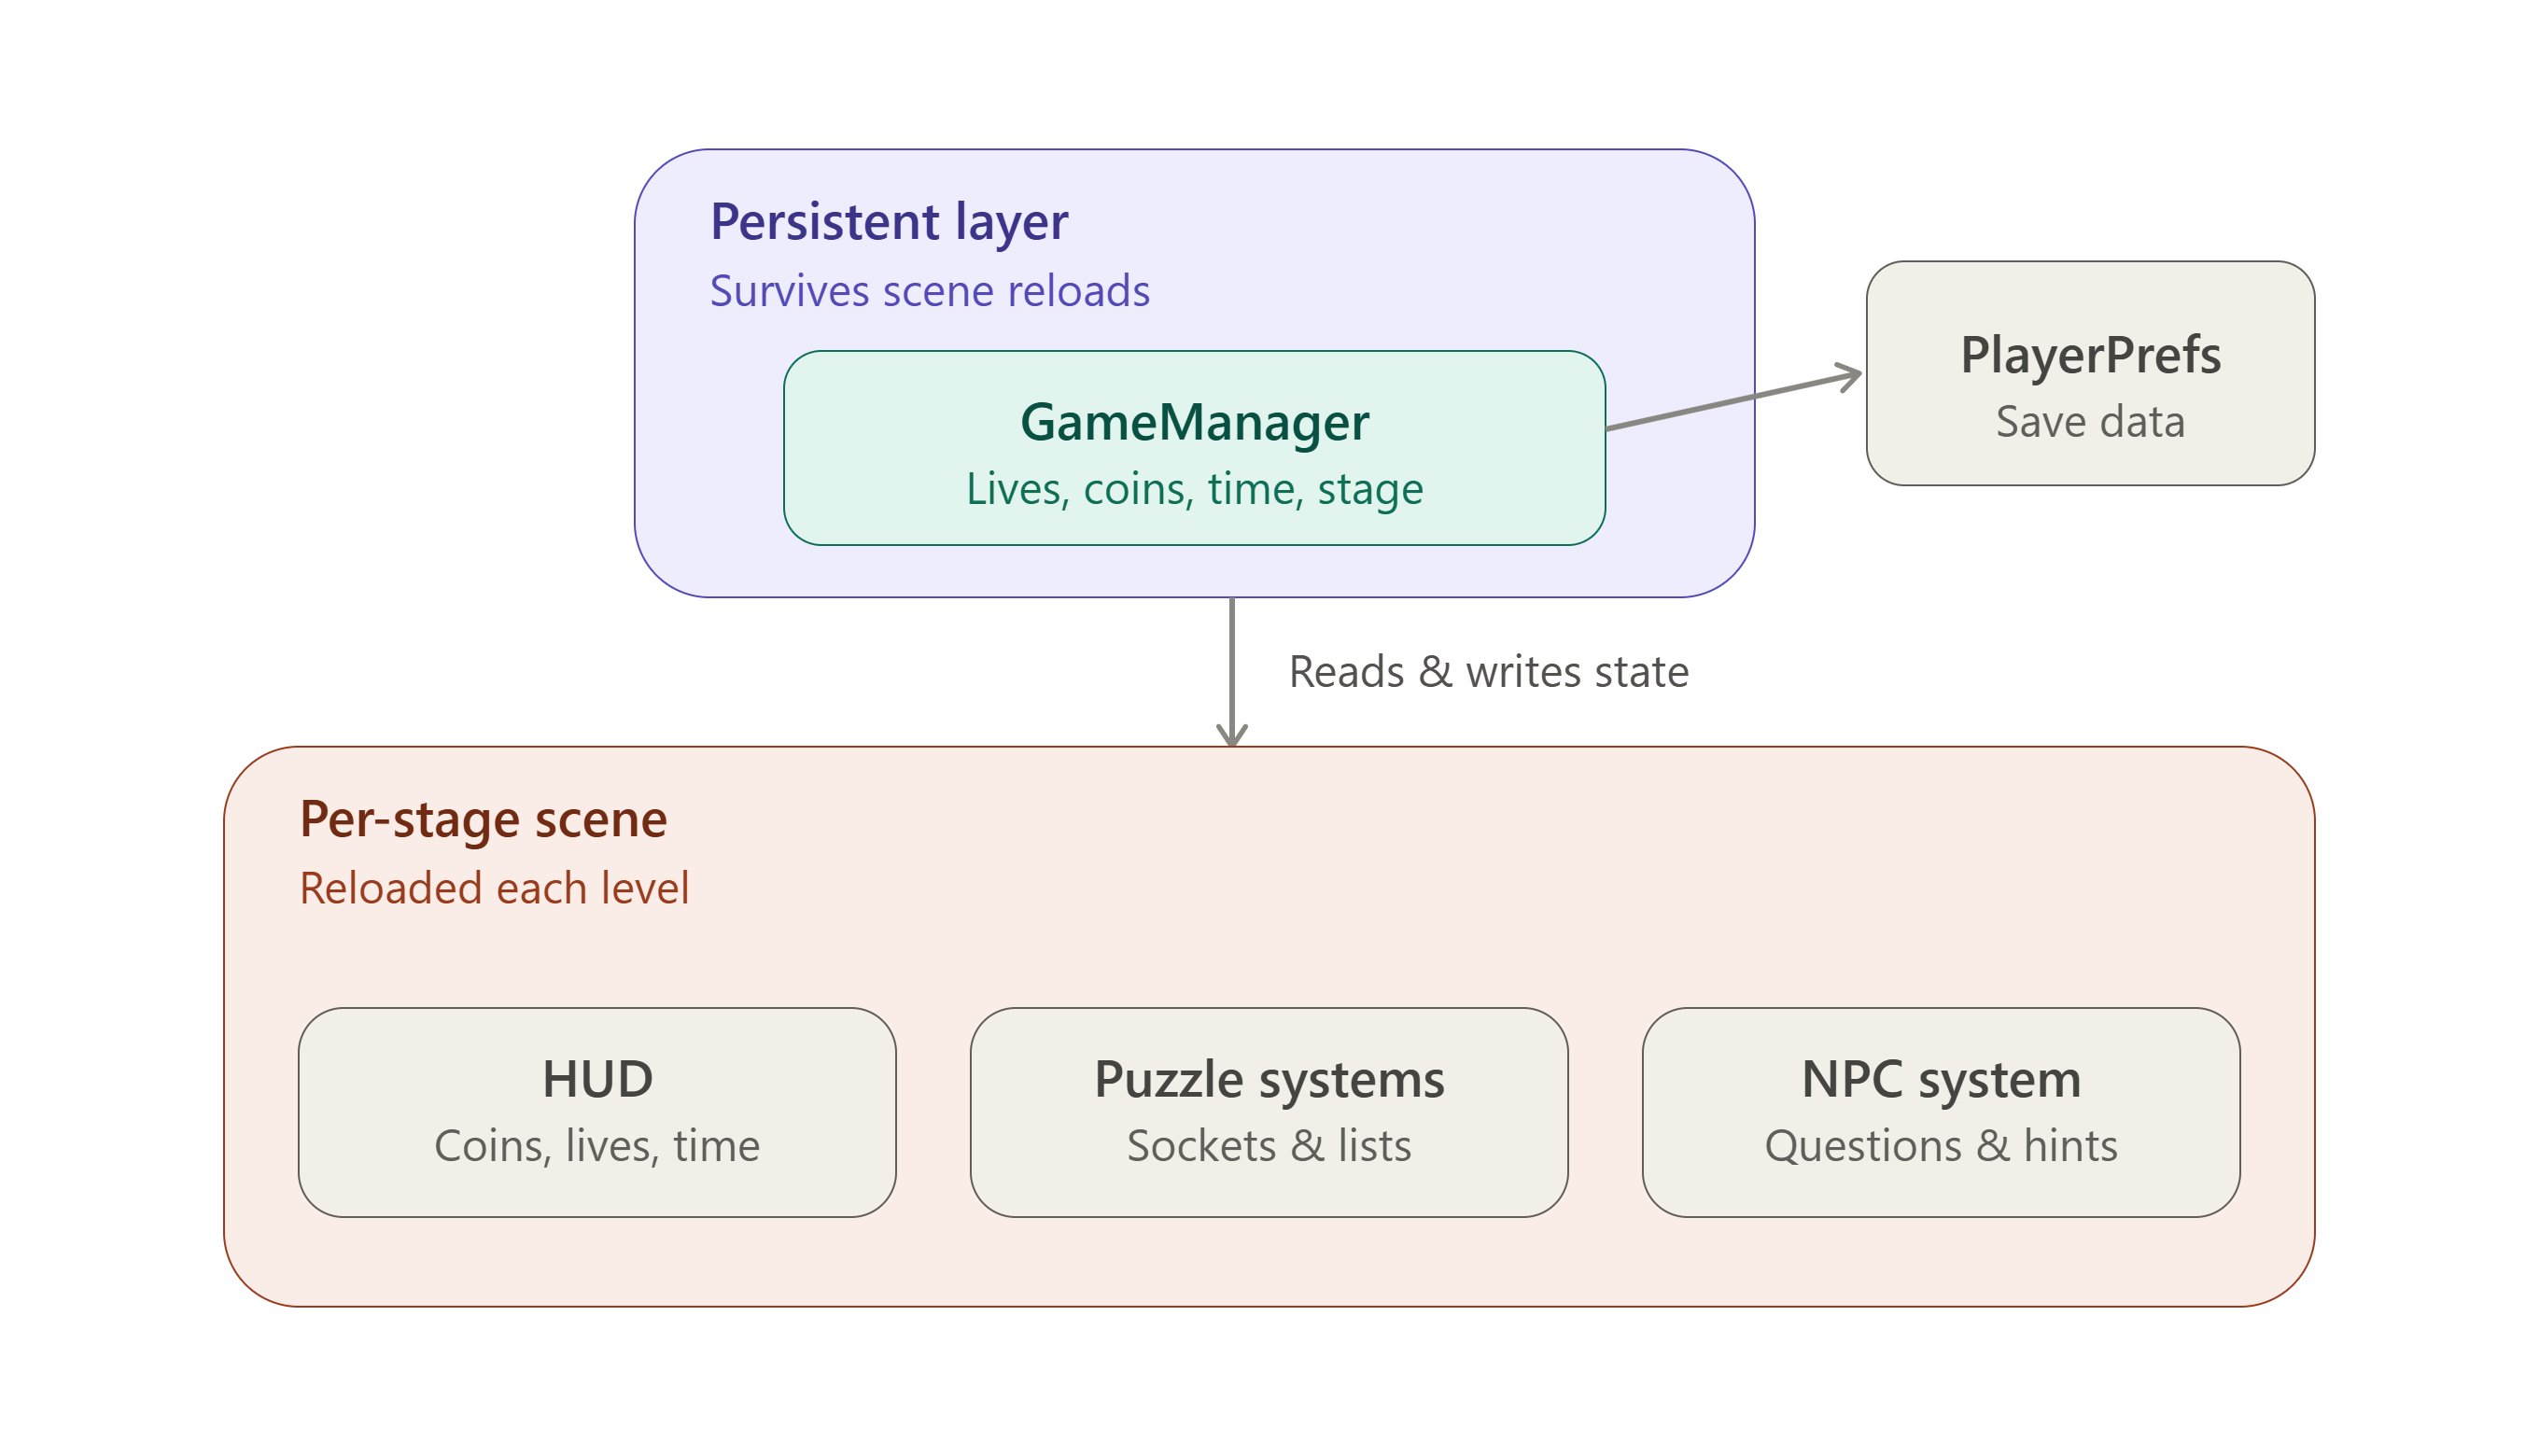 Persistent layer
Survives scene reloads
GameManager
Lives, coins, time, stage
PlayerPrefs
Save data
Reads & writes state
Per-stage scene
Reloaded each level
HUD
Coins, lives, time
Puzzle systems
Sockets & lists
NPC system
Questions & hints